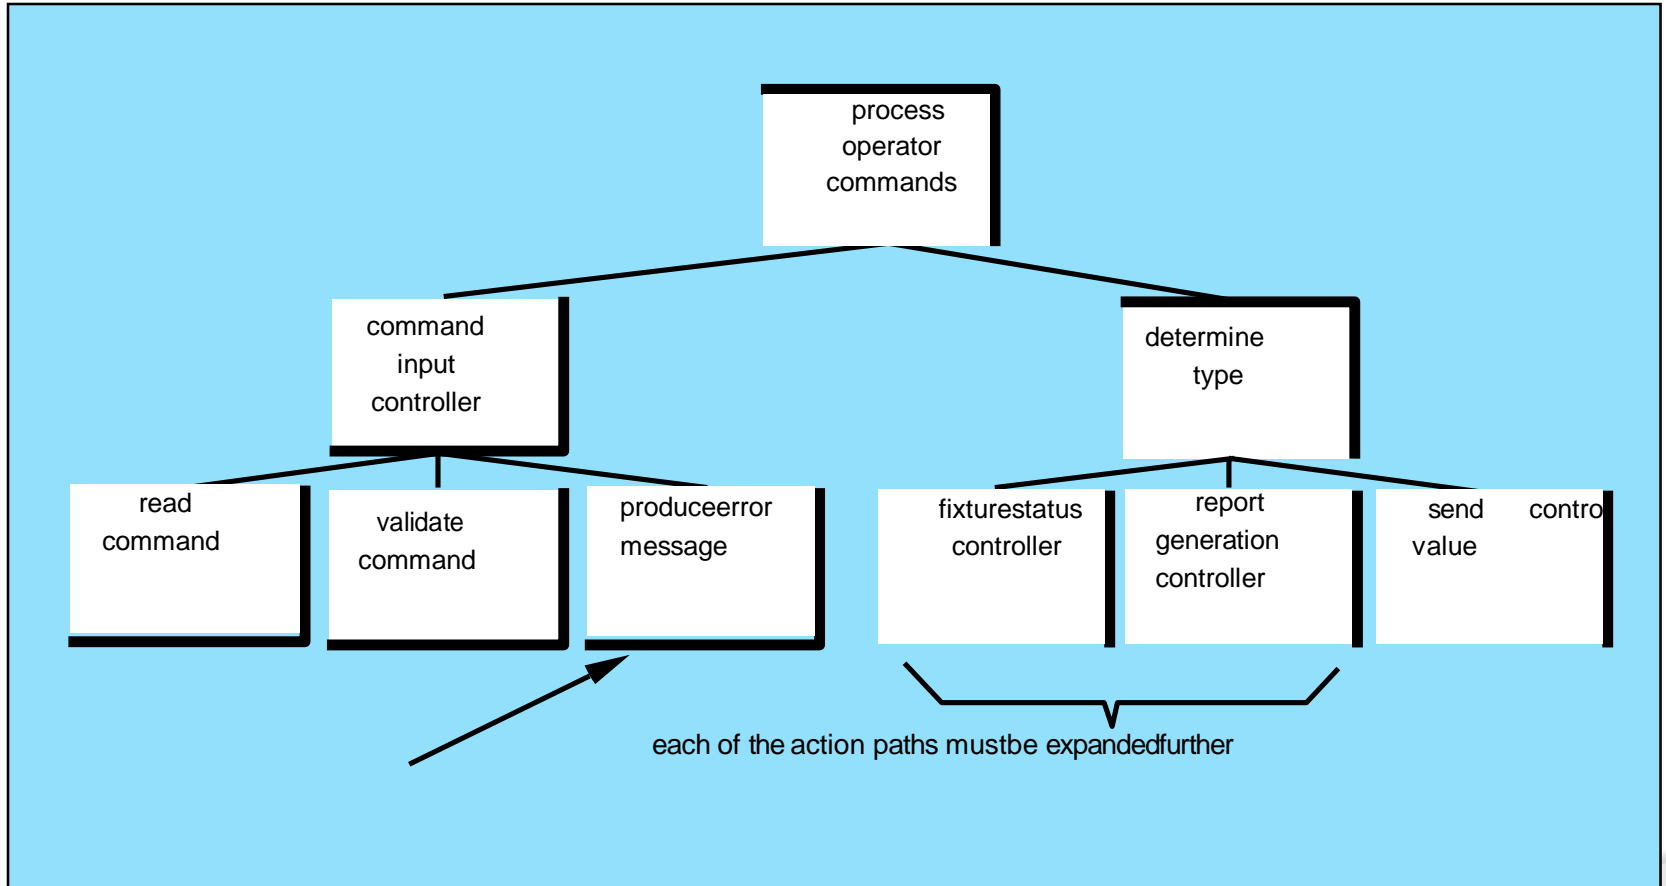 process
operator
commands
command
input
controller
determine
type
read
command
validate
command
produceerror
message
fixturestatus
controller
report
generation
controller
send contro
value
each of the action paths mustbe expandedfurther